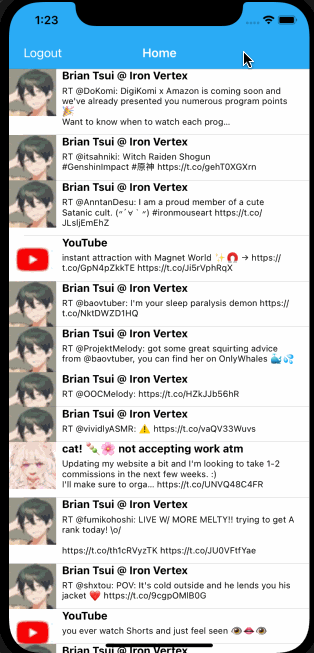 1:23
Logout
Home
Brian Tsui @ Iron Vertex
RT @DoKomi: DigiKomi x Amazon is coming soon and
we've already presented you numerous program points
🎉
Want to know when to watch each prog...
Brian Tsui @ Iron Vertex
RT @itsahniki: Witch Raiden Shogun
#GenshinImpact #原神 https://t.co/gehT0XGXrn
Brian Tsui @ Iron Vertex
RT @AnntanDesu: I am a proud member of a cute
Satanic cult. (˶´∀｀˶) #ironmouseart https://t.co/
JLsIjEmEhZ
YouTube
instant attraction with Magnet World ✨🧲 → https://
t.co/GpN4pZkkTE https://t.co/Ji5rVphRqX
Brian Tsui @ Iron Vertex
RT @baovtuber: I'm your sleep paralysis demon https://
t.co/NktDWZD1HQ
Brian Tsui @ Iron Vertex
RT @ProjektMelody: got some great squirting advice
from @baovtuber, you can find her on OnlyWhales 🐳💦
Brian Tsui @ Iron Vertex
RT @OOCMelody: https://t.co/HZkJJb56hR
Brian Tsui @ Iron Vertex
RT @vividlyASMR: ⚠️ https://t.co/vaQV33Wuvs
cat! 🍡🌸 not accepting work atm
Updating my website a bit and I'm looking to take 1-2
commissions in the next few weeks. :)
I'll make sure to orga... https://t.co/UNVQ48C4FR
Brian Tsui @ Iron Vertex
RT @fumikohoshi: LIVE W/ MORE MELTY!! trying to get A
rank today! \o/
https://t.co/th1cRVyzTK https://t.co/JU0VFtfYae
Brian Tsui @ Iron Vertex
RT @shxtou: POV: It's cold outside and he lends you his
jacket ❤️ https://t.co/9cgpOMlB0G
YouTube
you ever watch Shorts and just feel seen 👁️👄👁️
Brian Tsui @ Iron Vertex